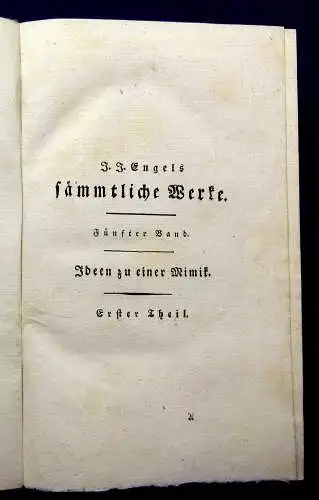 J. J. Engels
sämmtliche Werke.
Fünfter Band.
Ideen zu einer Mimik.
Erster Theil.
A